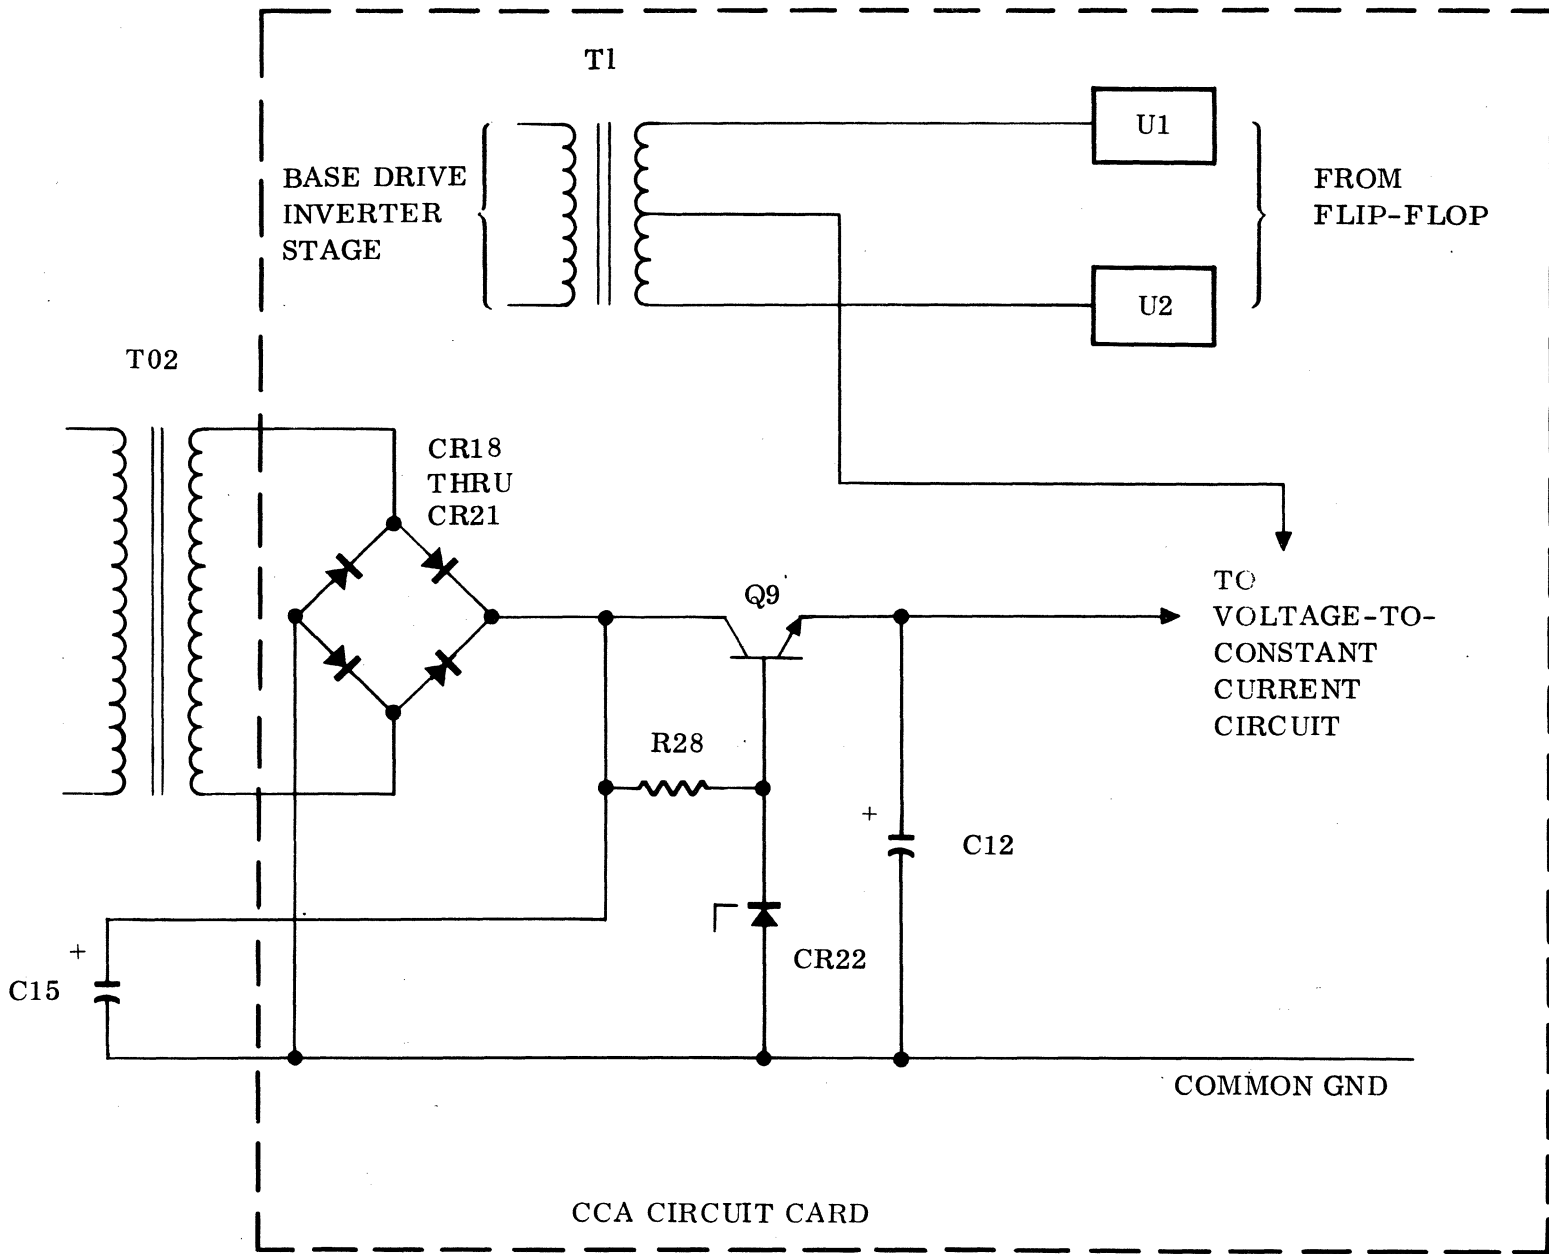 T1
U1
BASE DRIVE
INVERTER
STAGE
FROM
FLIP-FLOP
U2
T02
CR18
THRU
CR21
Q9
TO
VOLTAGE-TO-
CONSTANT
CURRENT
CIRCUIT
R28
+
C12
+
C15
CR22
COMMON GND
CCA CIRCUIT CARD